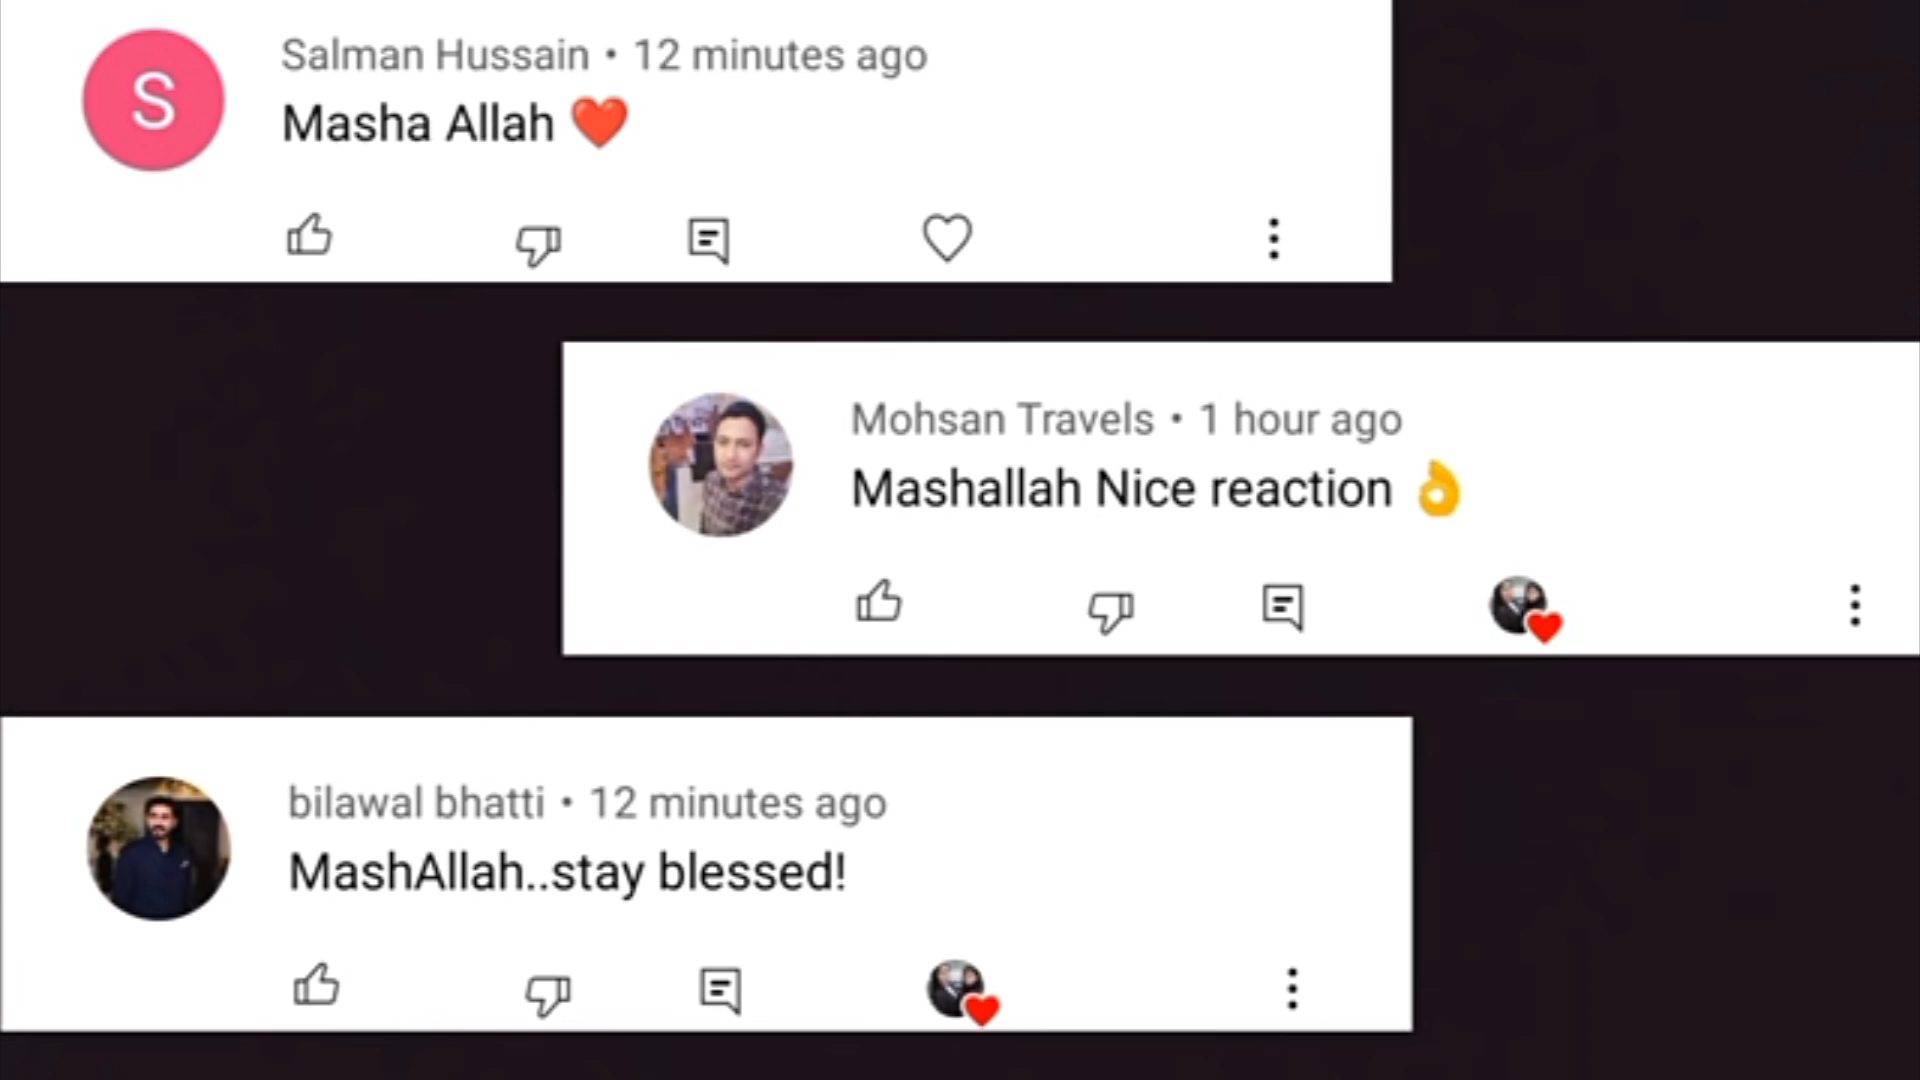 S
Salman Hussain • 12 minutes ago
Masha Allah ❤️
Mohsan Travels • 1 hour ago
Mashallah Nice reaction 👌
bilawal bhatti • 12 minutes ago
MashAllah..stay blessed!